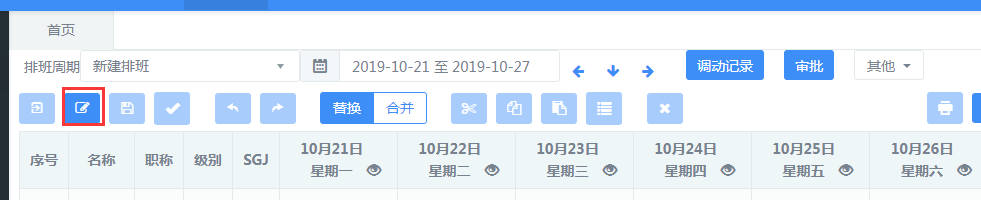 首页
排班周期 新建排班 2019-10-21 至 2019-10-27 调动记录 审批 其他
替换 合并
序号 名称 职称 级别 SGJ 10月21日 10月22日 10月23日 10月24日 10月25日 10月26日
星期一 星期二 星期三 星期四 星期五 星期六